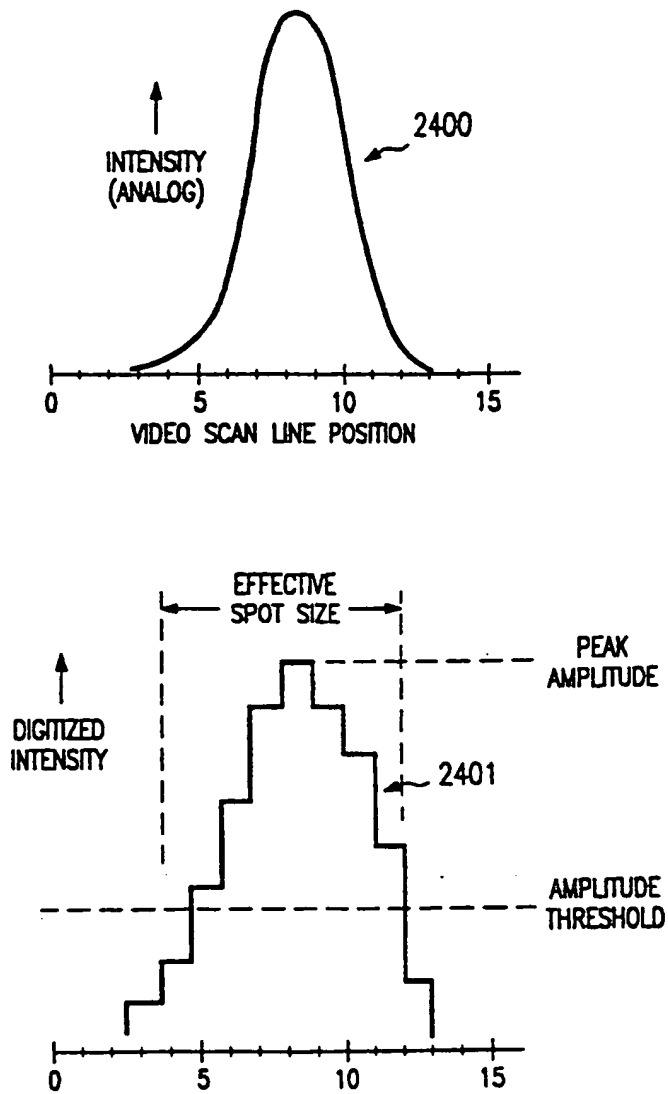 2400
INTENSITY
(ANALOG)
0 5 10 15
VIDEO SCAN LINE POSITION
EFFECTIVE
SPOT SIZE
PEAK
AMPLITUDE
DIGITIZED
INTENSITY
2401
AMPLITUDE
THRESHOLD
0 5 10 15